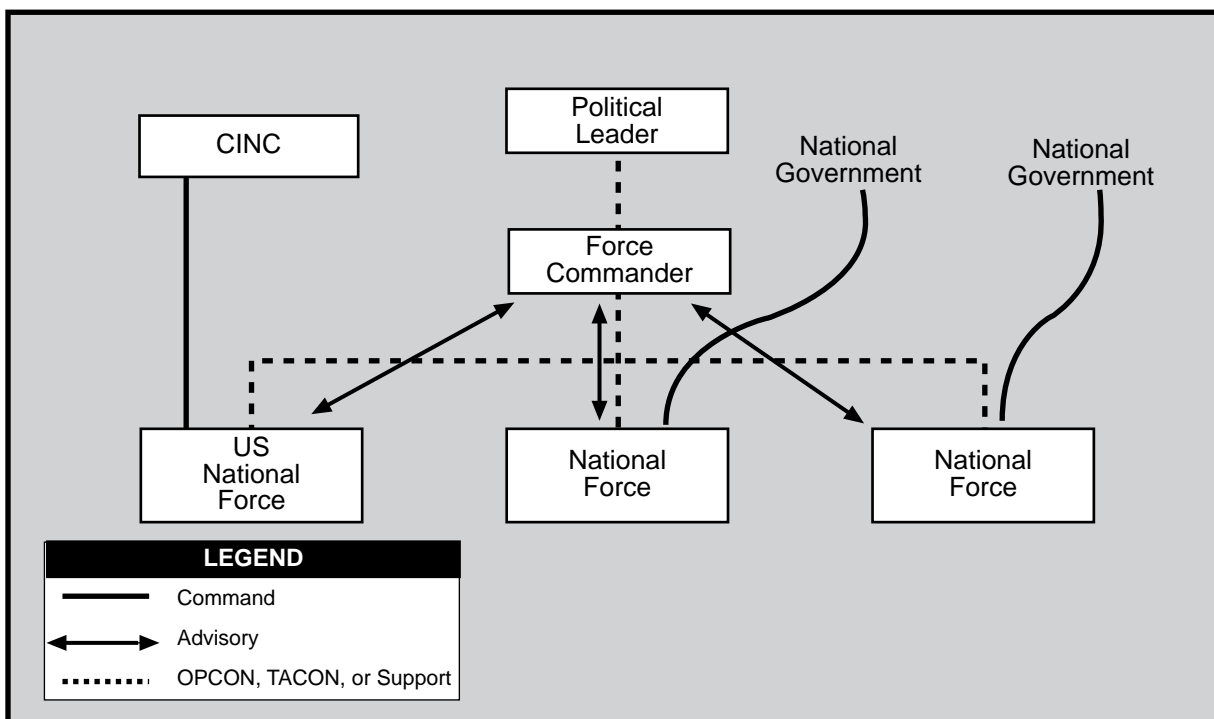 CINC
Political
Leader
National
Government
National
Government
Force
Commander
US
National
Force
National
Force
National
Force
LEGEND
Command
Advisory
OPCON, TACON, or Support